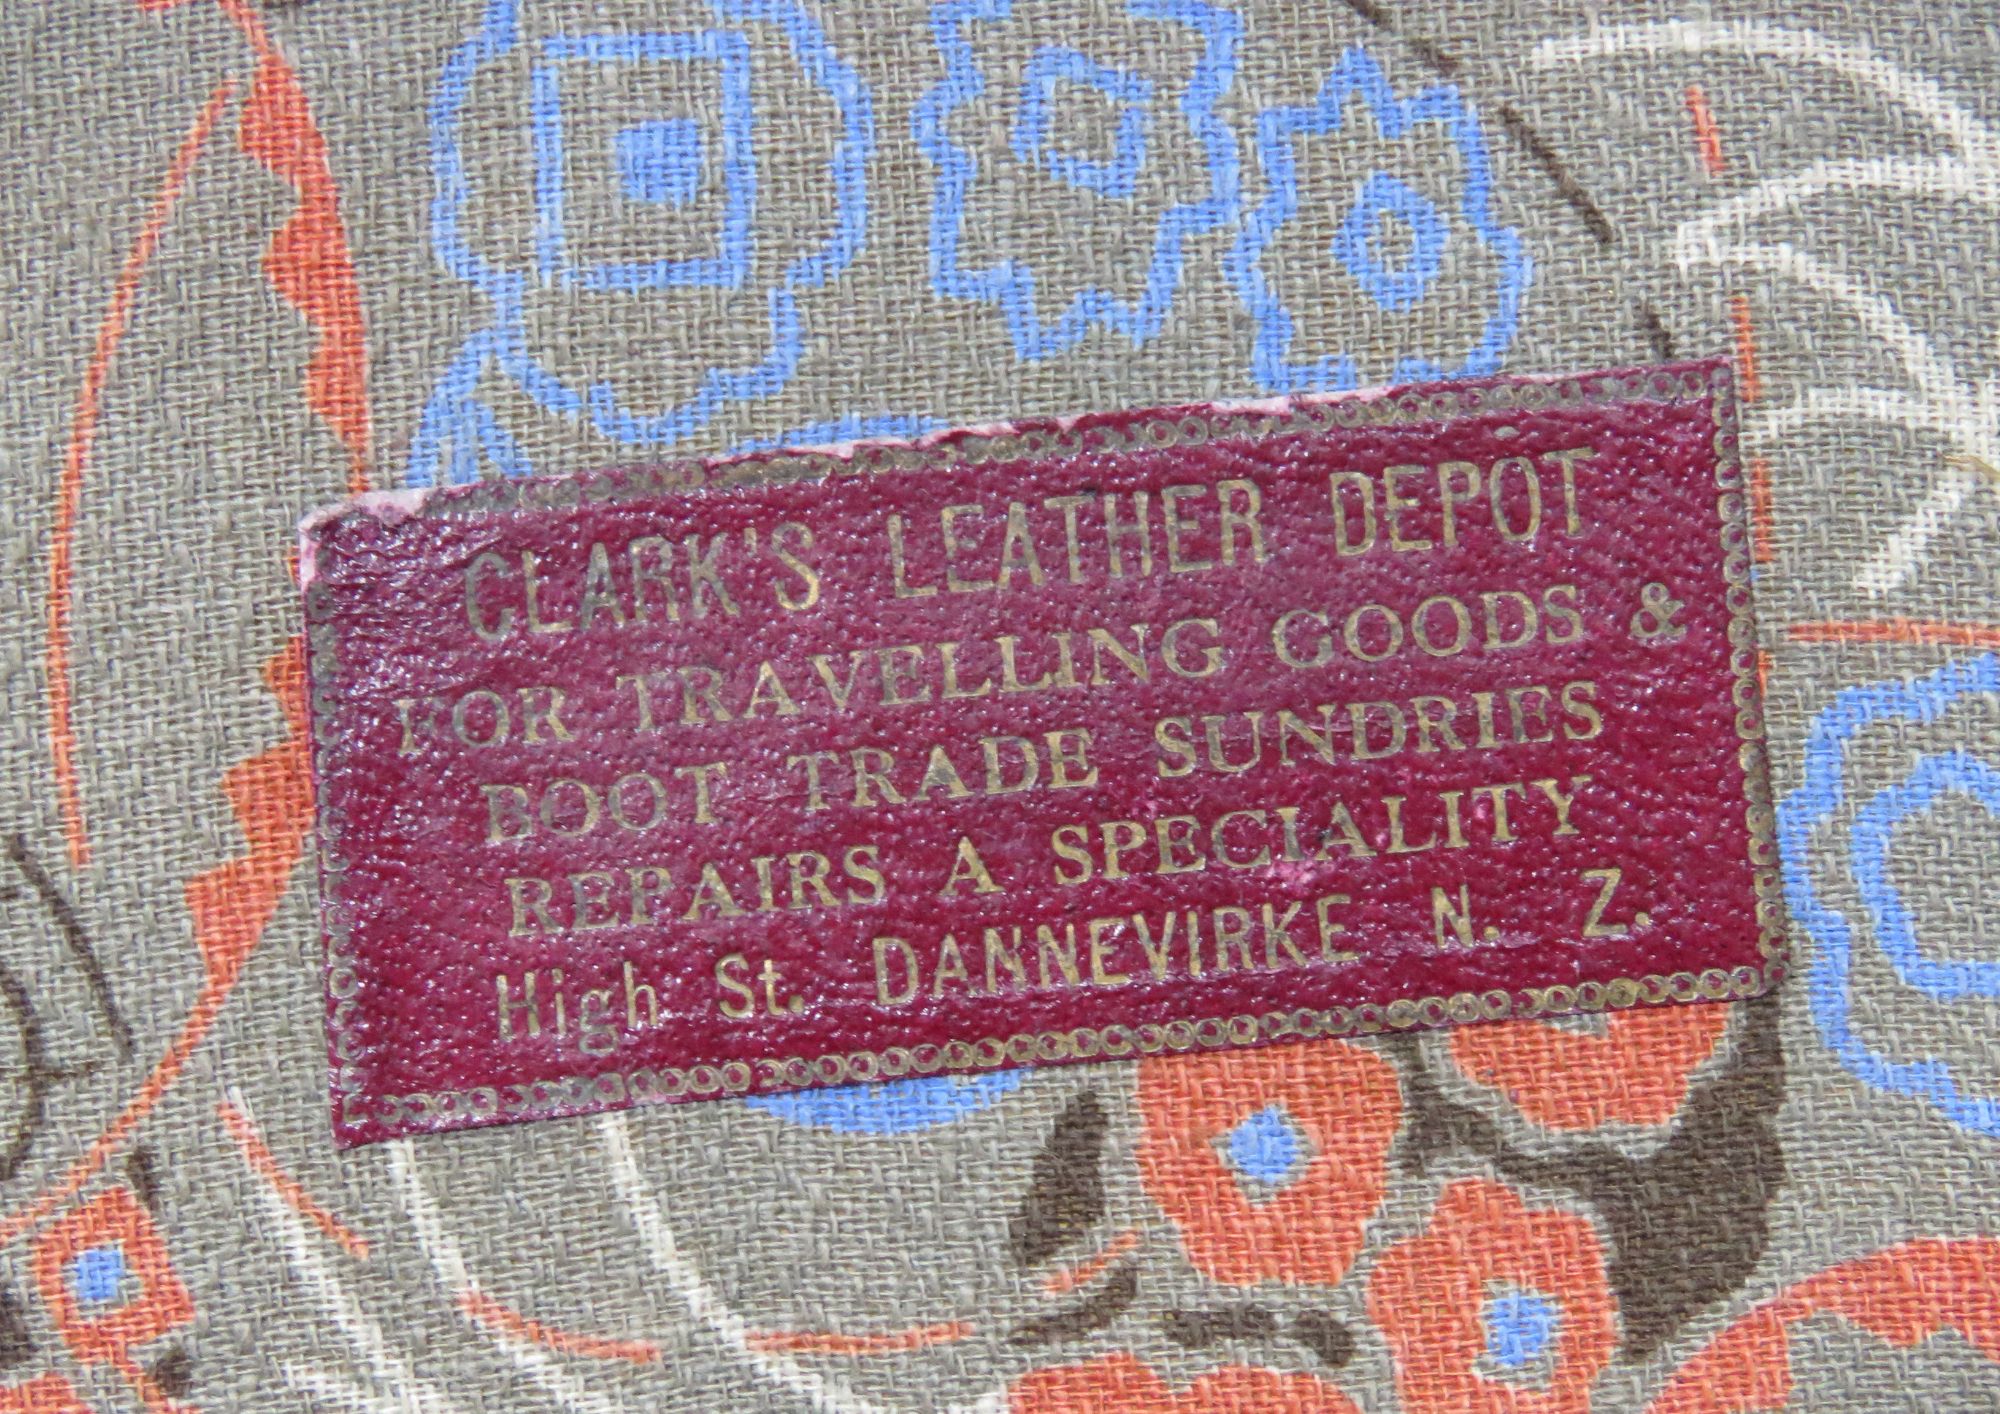 CLARK'S LEATHER DEPOT
FOR TRAVELLING GOODS &
BOOT TRADE SUNDRIES
REPAIRS A SPECIALITY
High St. DANNEVIRKE N. Z.